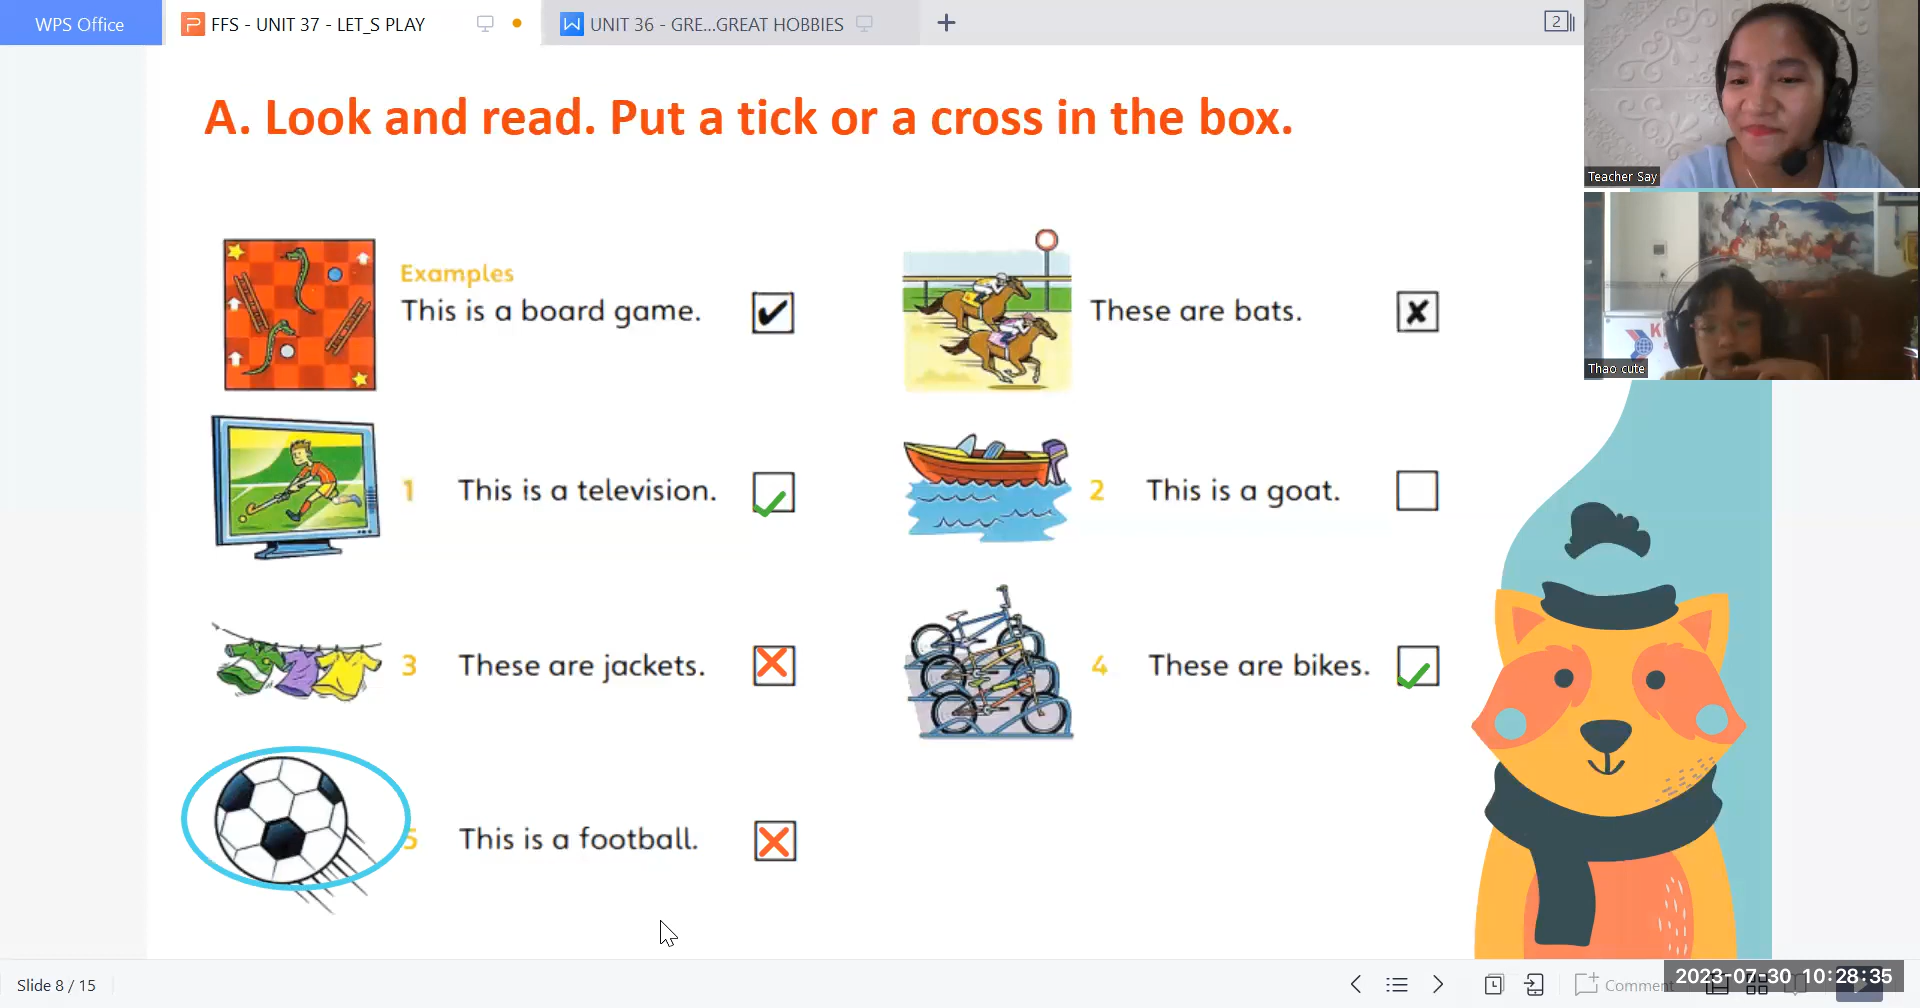 WPS Office
FFS - UNIT 37 - LET_S PLAY
UNIT 36 - GRE...GREAT HOBBIES
2
A. Look and read. Put a tick or a cross in the box.
Teacher Say
Thao cute
Examples
This is a board game.
These are bats.
1 This is a television.
2 This is a goat.
3 These are jackets.
4 These are bikes.
5 This is a football.
Slide 8 / 15
Comment
2023-07-30 10:28:35